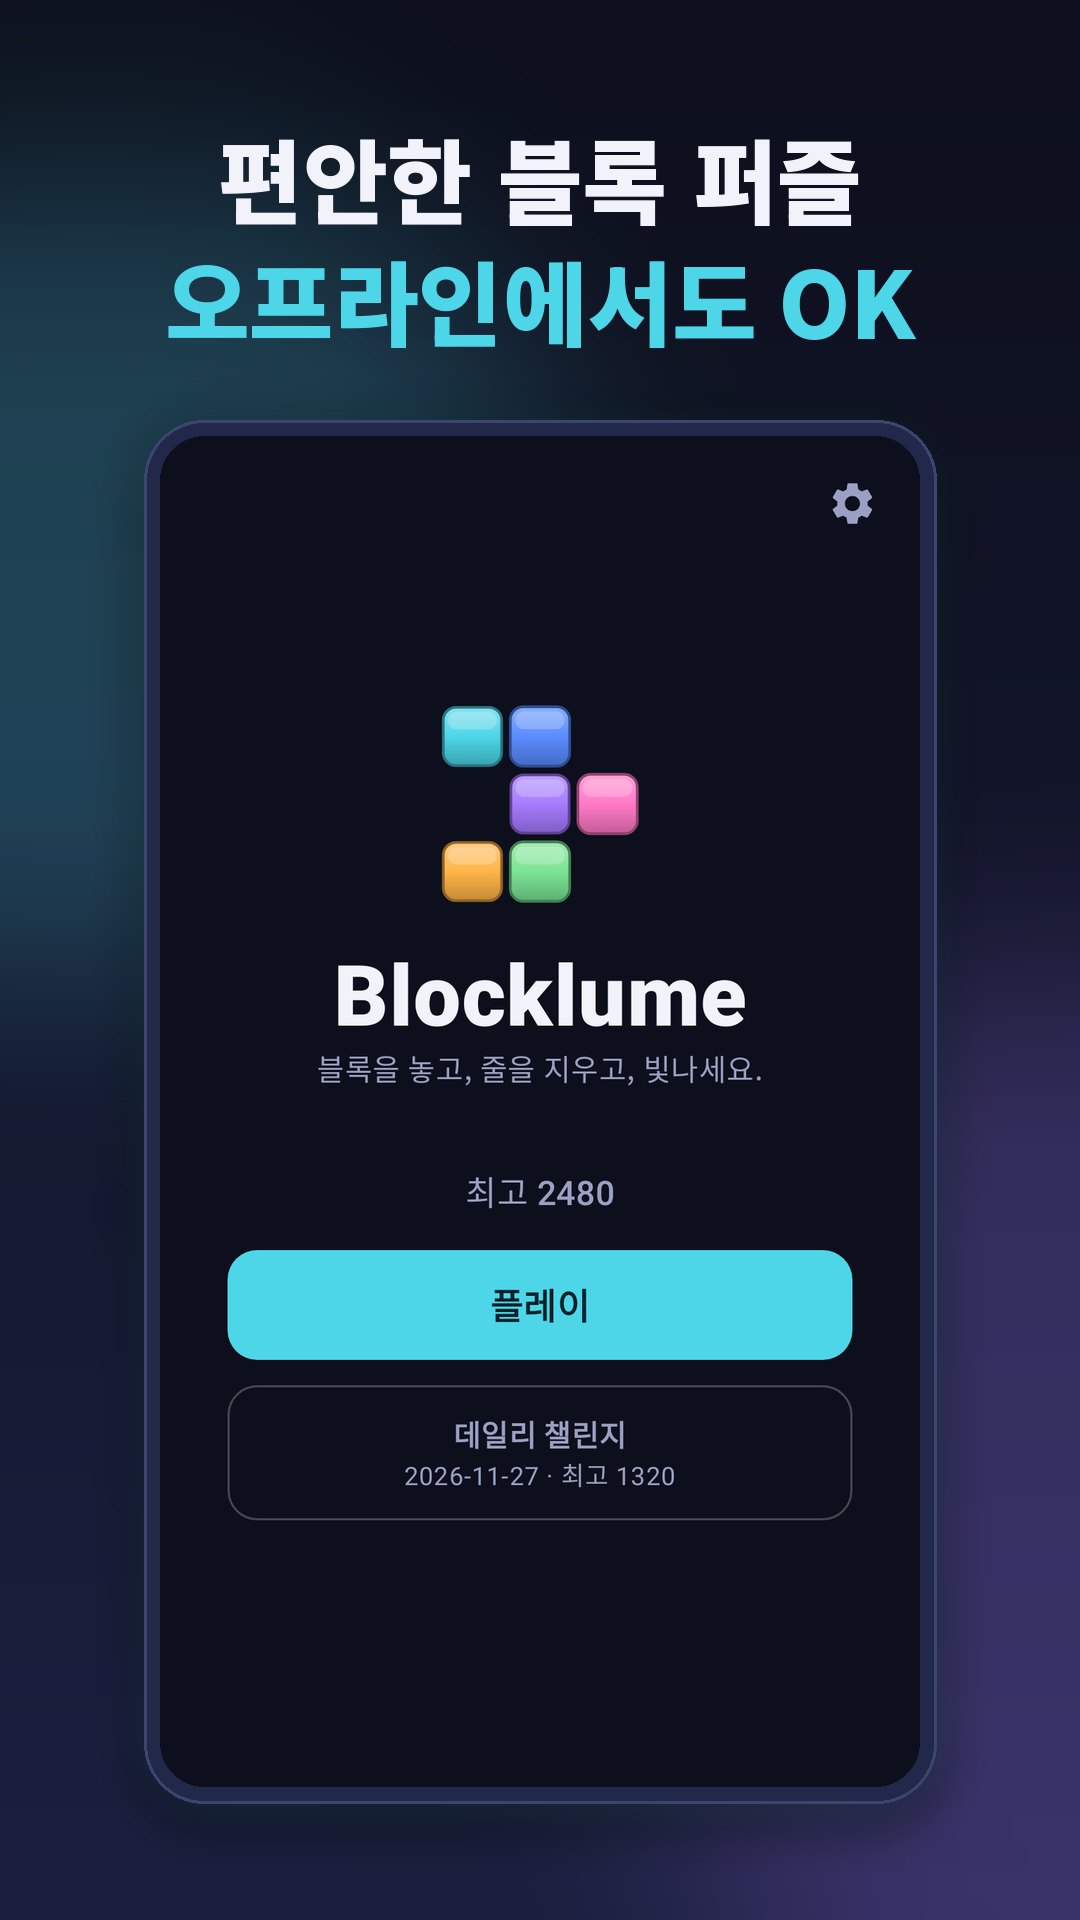 편안한 블록 퍼즐
오프라인에서도 OK
Blocklume
블록을 놓고, 줄을 지우고, 빛나세요.
최고 2480
플레이
데일리 챌린지
2026-11-27 · 최고 1320